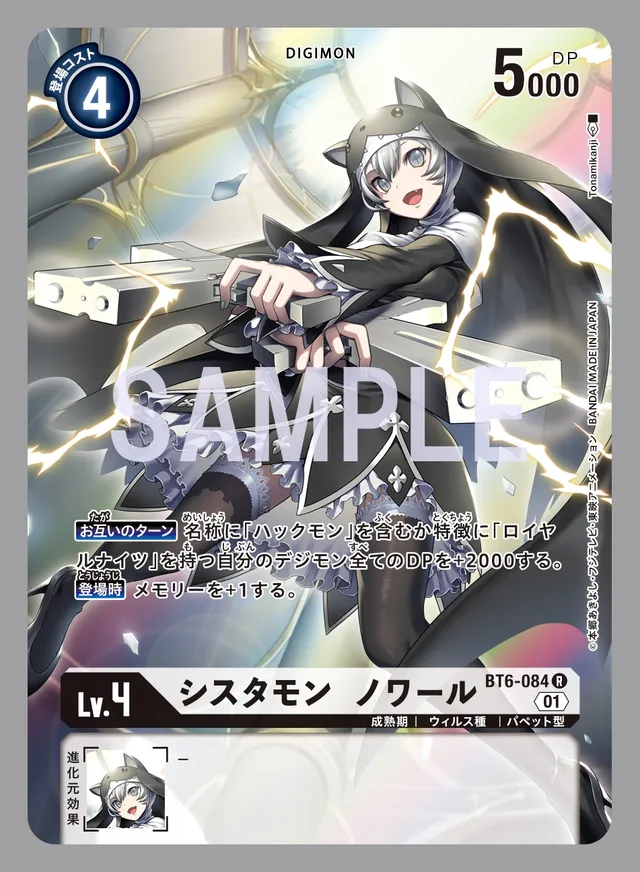 登場コスト
4
DIGIMON
DP
5000
Tonamikanji
SAMPLE
お互いのターン 名称に「ハックモン」を含むか特徴に「ロイヤ
ルナイツ」を持つ自分のデジモン全てのDPを+2000する。
登場時 メモリーを+1する。
©本郷あきよし・フジテレビ・東映アニメーション BANDAI MADE IN JAPAN
Lv.4
シスタモン ノワール
BT6-084 R
01
成熟期 | ウィルス種 | パペット型
進化元効果
–